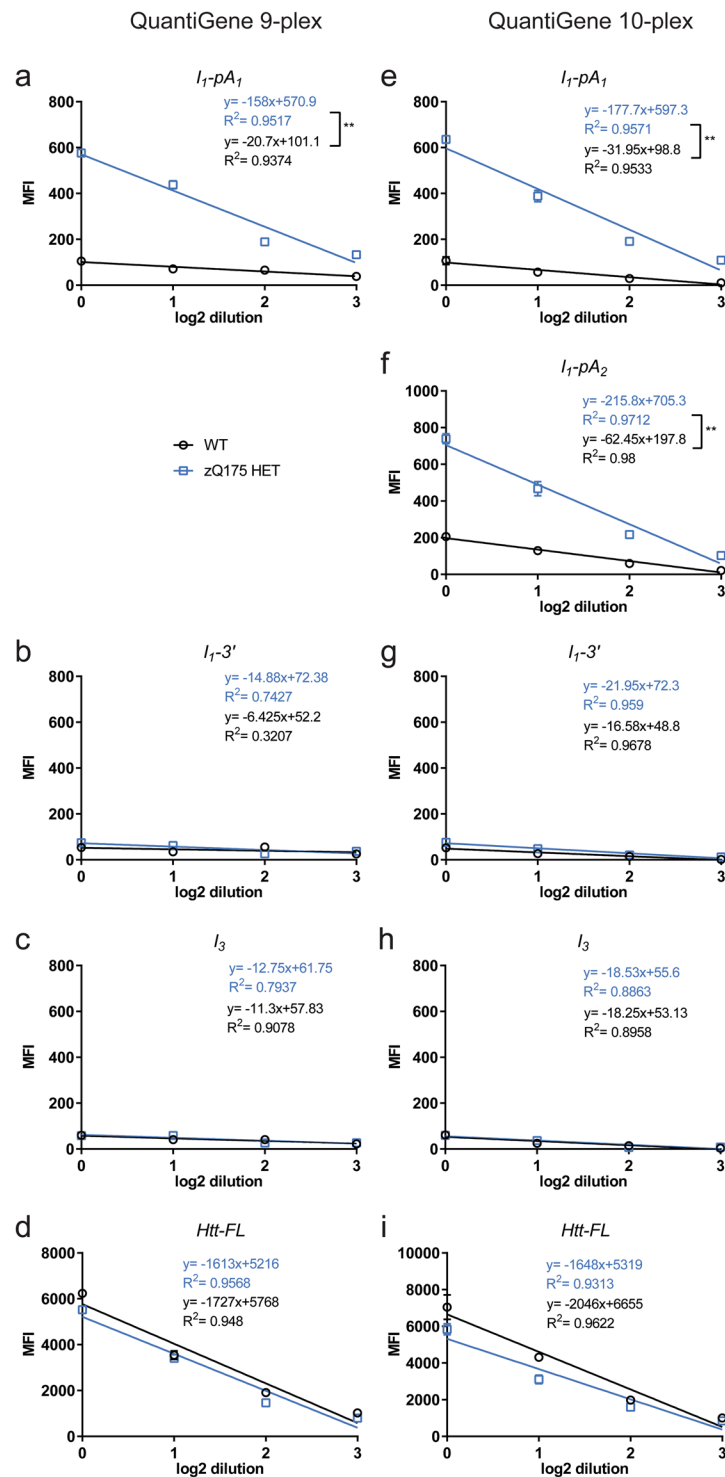 QuantiGene 9-plex
QuantiGene 10-plex
a
I₁-pA₁
800
600
400
200
0
MFI
0 1 2 3
log2 dilution
y= -158x+570.9
R²= 0.9517
y= -20.7x+101.1
R²= 0.9374
**
e
I₁-pA₁
800
600
400
200
0
MFI
0 1 2 3
log2 dilution
y= -177.7x+597.3
R²= 0.9571
y= -31.95x+98.8
R²= 0.9533
**
WT
zQ175 HET
f
I₁-pA₂
1000
800
600
400
200
0
MFI
0 1 2 3
log2 dilution
y= -215.8x+705.3
R²= 0.9712
y= -62.45x+197.8
R²= 0.98
**
b
I₁-3'
800
600
400
200
0
MFI
0 1 2 3
log2 dilution
y= -14.88x+72.38
R²= 0.7427
y= -6.425x+52.2
R²= 0.3207
g
I₁-3'
800
600
400
200
0
MFI
0 1 2 3
log2 dilution
y= -21.95x+72.3
R²= 0.959
y= -16.58x+48.8
R²= 0.9678
c
I₃
800
600
400
200
0
MFI
0 1 2 3
log2 dilution
y= -12.75x+61.75
R²= 0.7937
y= -11.3x+57.83
R²= 0.9078
h
I₃
800
600
400
200
0
MFI
0 1 2 3
log2 dilution
y= -18.53x+55.6
R²= 0.8863
y= -18.25x+53.13
R²= 0.8958
d
Htt-FL
8000
6000
4000
2000
0
MFI
0 1 2 3
log2 dilution
y= -1613x+5216
R²= 0.9568
y= -1727x+5768
R²= 0.948
i
Htt-FL
10000
8000
6000
4000
2000
0
MFI
0 1 2 3
log2 dilution
y= -1648x+5319
R²= 0.9313
y= -2046x+6655
R²= 0.9622